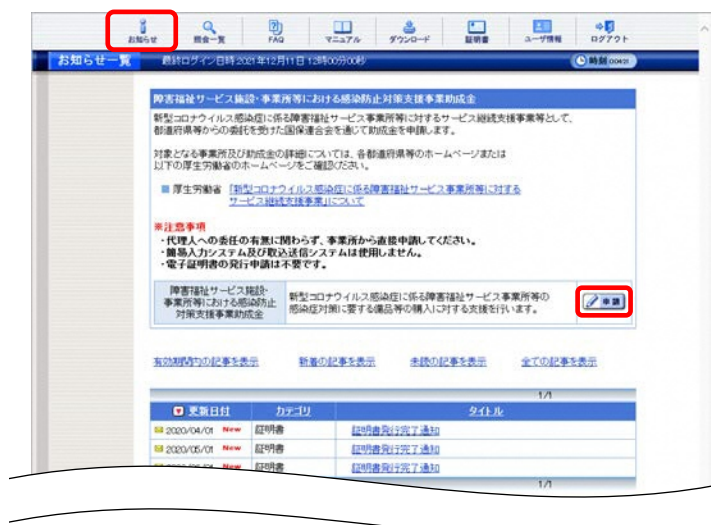 お知らせ 照会一覧 FAQ マニュアル ダウンロード 証明書 ユーザ情報 ログアウト
お知らせ一覧 最終ログイン日時:2021年12月11日 12時00分00秒 時刻
障害福祉サービス施設・事業所等における感染防止対策支援事業助成金
新型コロナウイルス感染症に係る障害福祉サービス事業所等に対するサービス継続支援事業等として、
都道府県等からの委託を受けた国保連合会を通じて助成金を申請します。
対象となる事業所及び助成金の詳細については、各都道府県等のホームページまたは
以下の厚生労働省のホームページをご確認ください。
■ 厚生労働省 「新型コロナウイルス感染症に係る障害福祉サービス事業所等に対する
サービス継続支援事業」について
※注意事項
・代理人への委任の有無に関わらず、事業所から直接申請してください。
・簡易入力システム及び取込送信システムは使用しません。
・電子証明書の発行申請は不要です。
障害福祉サービス施設・
事業所等における感染防止
対策支援事業助成金
新型コロナウイルス感染症に係る障害福祉サービス事業所等の
感染症対策に要する備品等の購入に対する支援を行います。
申請
有効期間内の記事を表示 新着の記事を表示 未読の記事を表示 全ての記事を表示
1/1
更新日付 カテゴリ タイトル
2020/04/01 New 証明書 証明書発行完了通知
2020/05/01 New 証明書 証明書発行完了通知
証明書 証明書発行完了通知
1/1